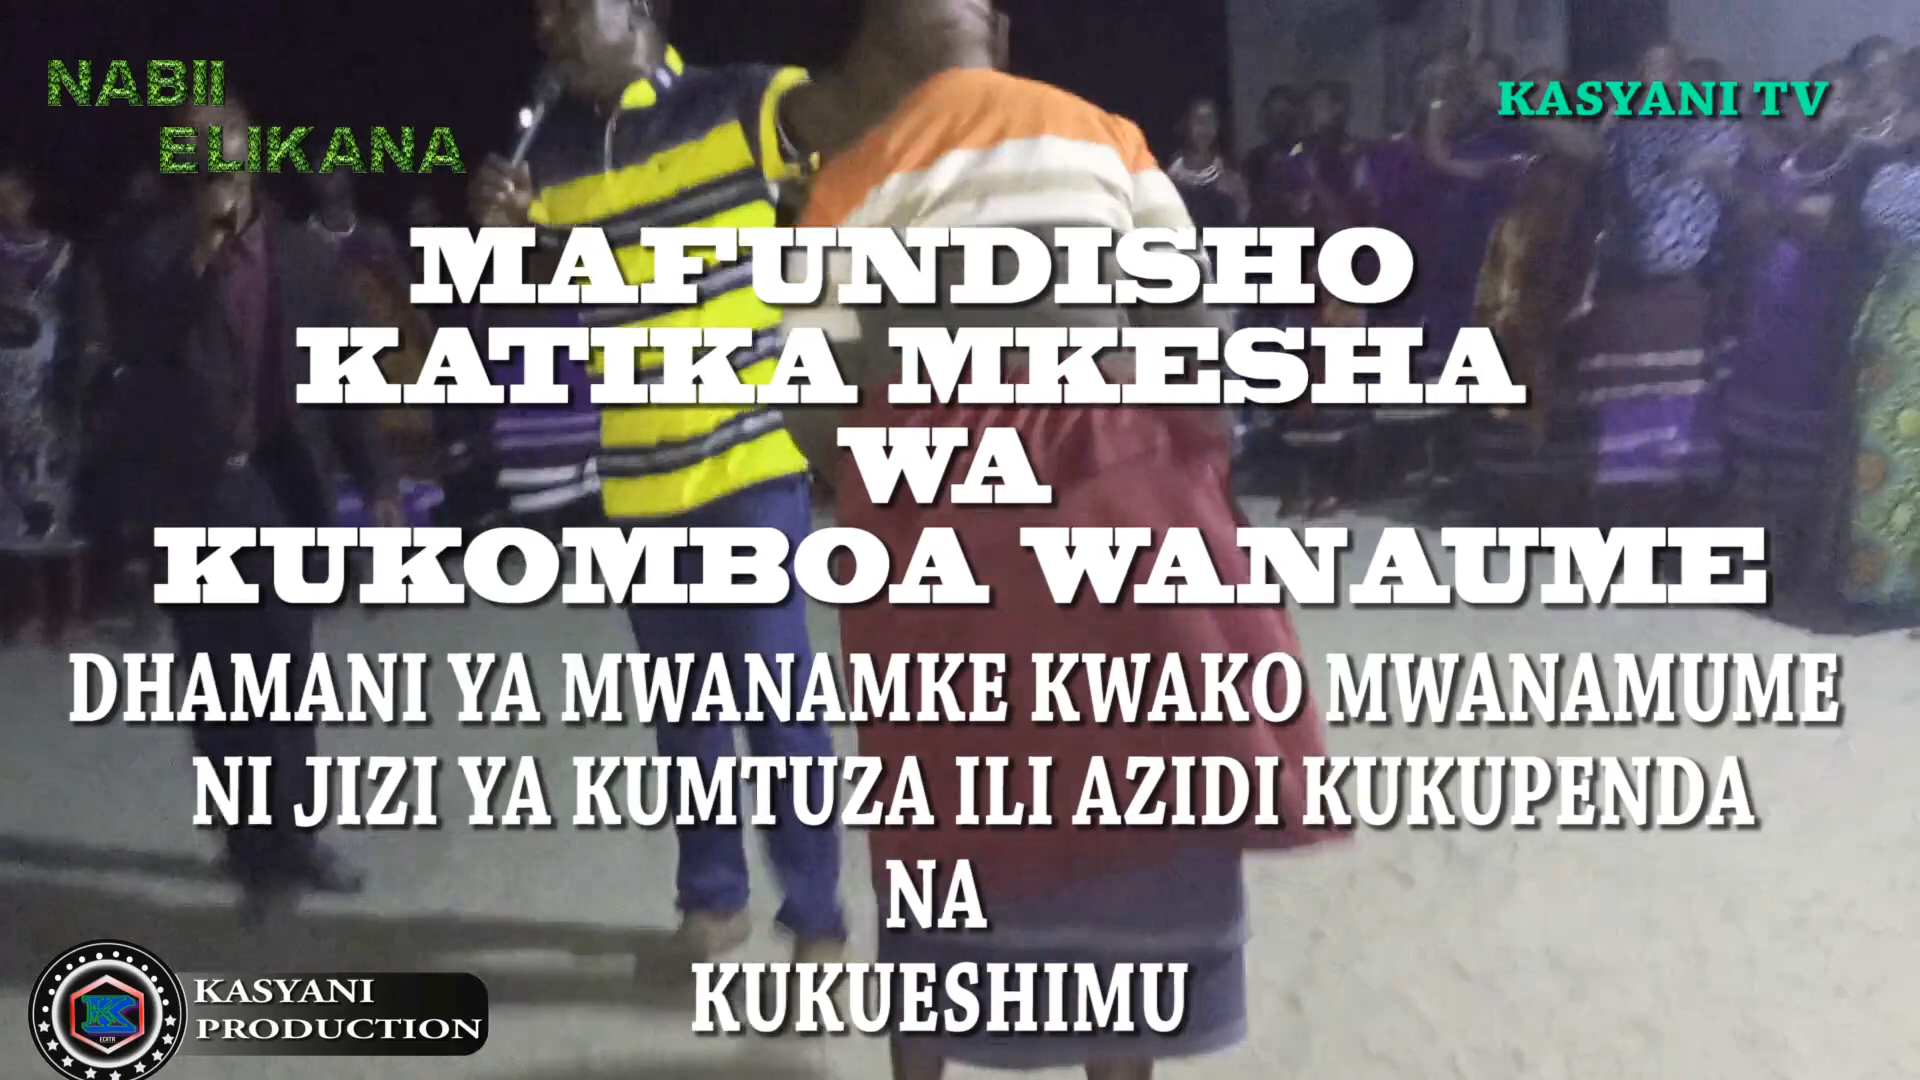 NABII
ELIKANA
KASYANI TV
MAFUNDISHO
KATIKA MKESHA
WA
KUKOMBOA WANAUME
DHAMANI YA MWANAMKE KWAKO MWANAMUME
NI JIZI YA KUMTUZA ILI AZIDI KUKUPENDA
NA
KUKUESHIMU
KASYANI
PRODUCTION